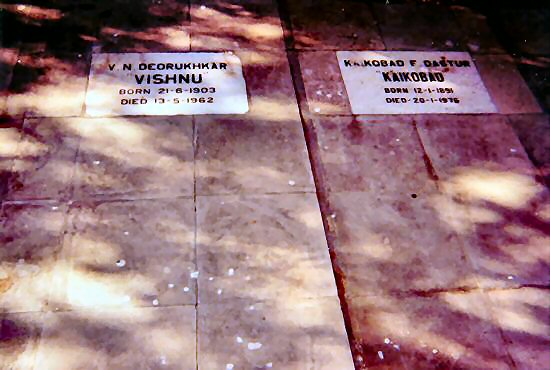 V. N. DEORUKHKAR
"VISHNU"
BORN 21-6-1903
DIED 13-5-1962
KAIKOBAD F. DASTUR
"KAIKOBAD"
BORN 12-1-1891
DIED-20-1-1976